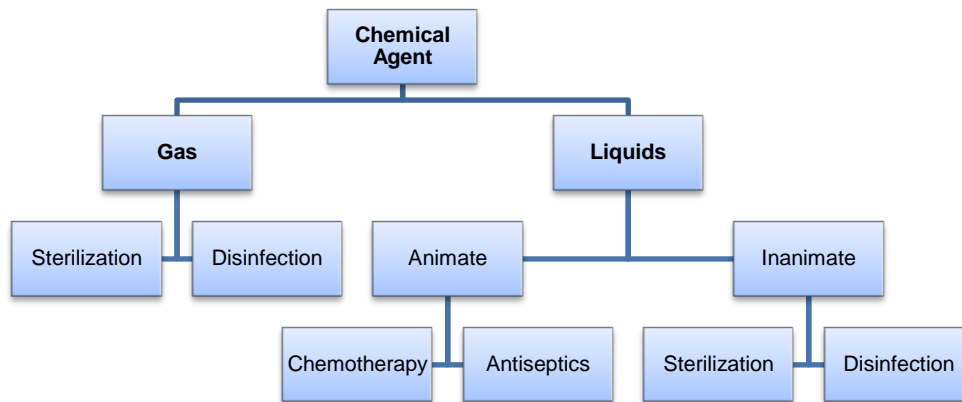 Chemical
Agent
Gas
Liquids
Sterilization
Disinfection
Animate
Inanimate
Chemotherapy
Antiseptics
Sterilization
Disinfection